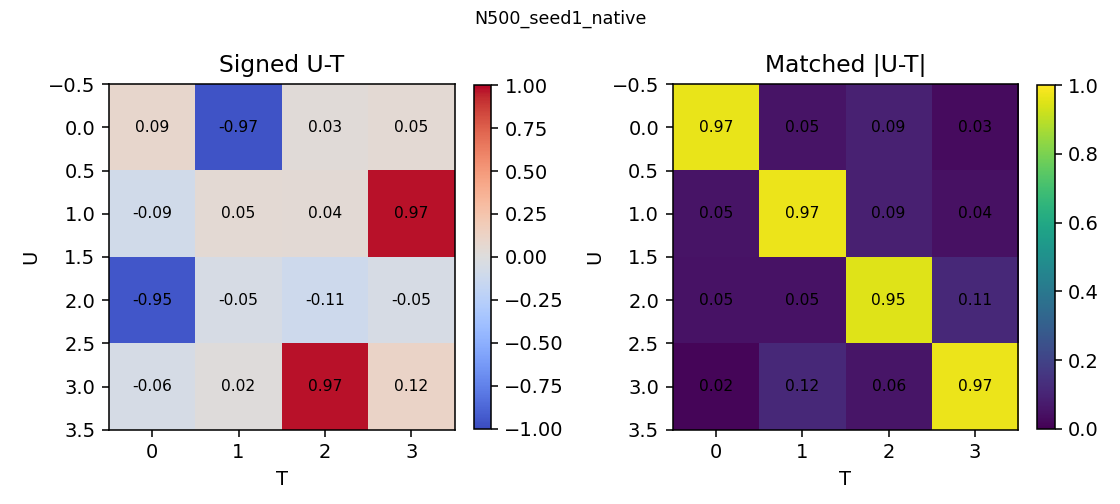 N500_seed1_native
Signed U-T
Matched |U-T|
−0.5
0.0
0.5
1.0
1.5
2.0
2.5
3.0
3.5
U
0.09 -0.97 0.03 0.05
-0.09 0.05 0.04 0.97
-0.95 -0.05 -0.11 -0.05
-0.06 0.02 0.97 0.12
0 1 2 3
T
1.00
0.75
0.50
0.25
0.00
−0.25
−0.50
−0.75
−1.00
−0.5
0.0
0.5
1.0
1.5
2.0
2.5
3.0
3.5
U
0.97 0.05 0.09 0.03
0.05 0.97 0.09 0.04
0.05 0.05 0.95 0.11
0.02 0.12 0.06 0.97
0 1 2 3
T
1.0
0.8
0.6
0.4
0.2
0.0